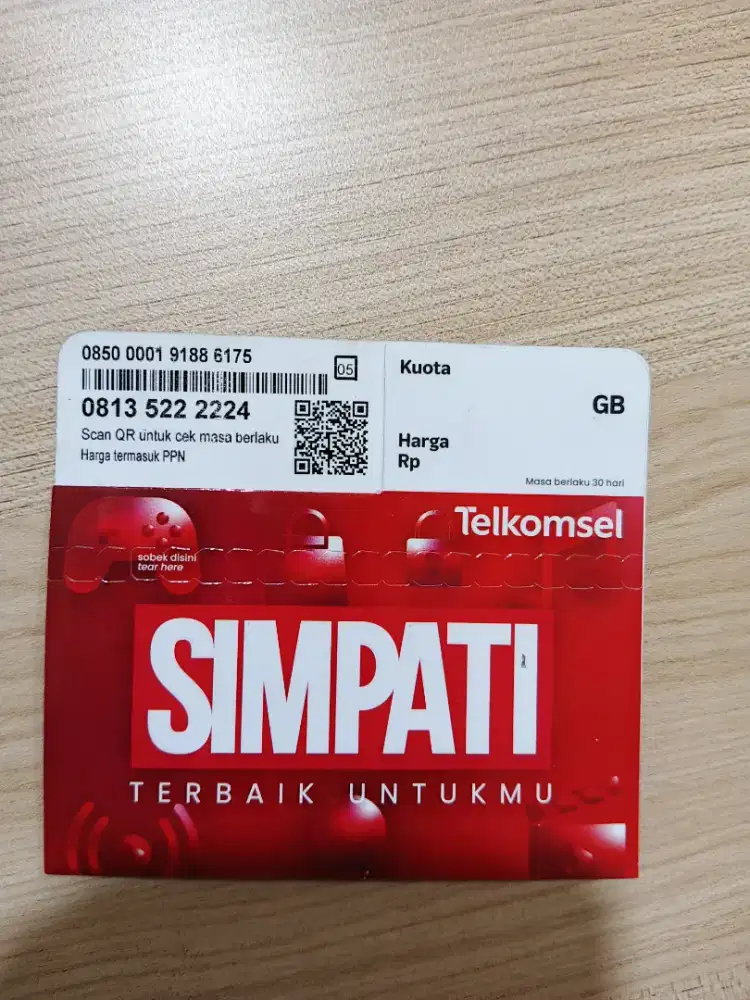 0850 0001 9188 6175
05
0813 522 2224
Scan QR untuk cek masa berlaku
Harga termasuk PPN
Kuota
GB
Harga
Rp
Masa berlaku 30 hari
Telkomsel
sobek disini
tear here
SIMPATI
TERBAIK UNTUKMU